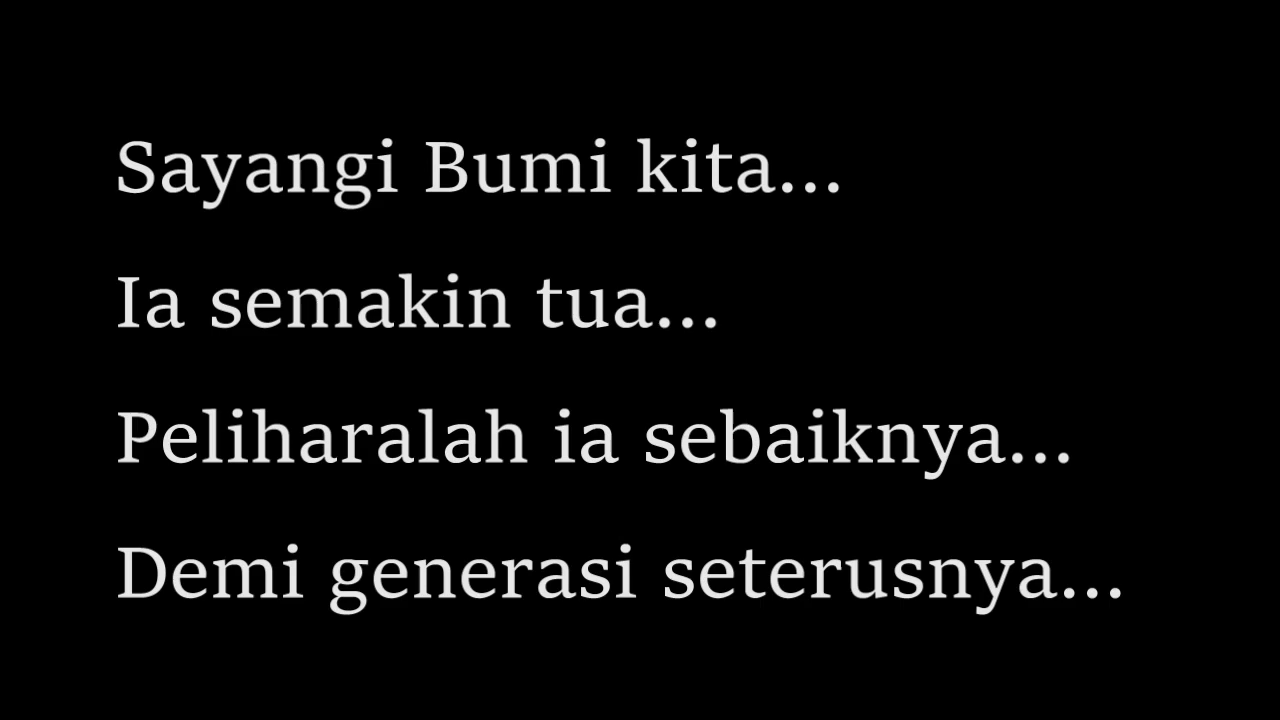 Sayangi Bumi kita...
Ia semakin tua...
Peliharalah ia sebaiknya...
Demi generasi seterusnya...